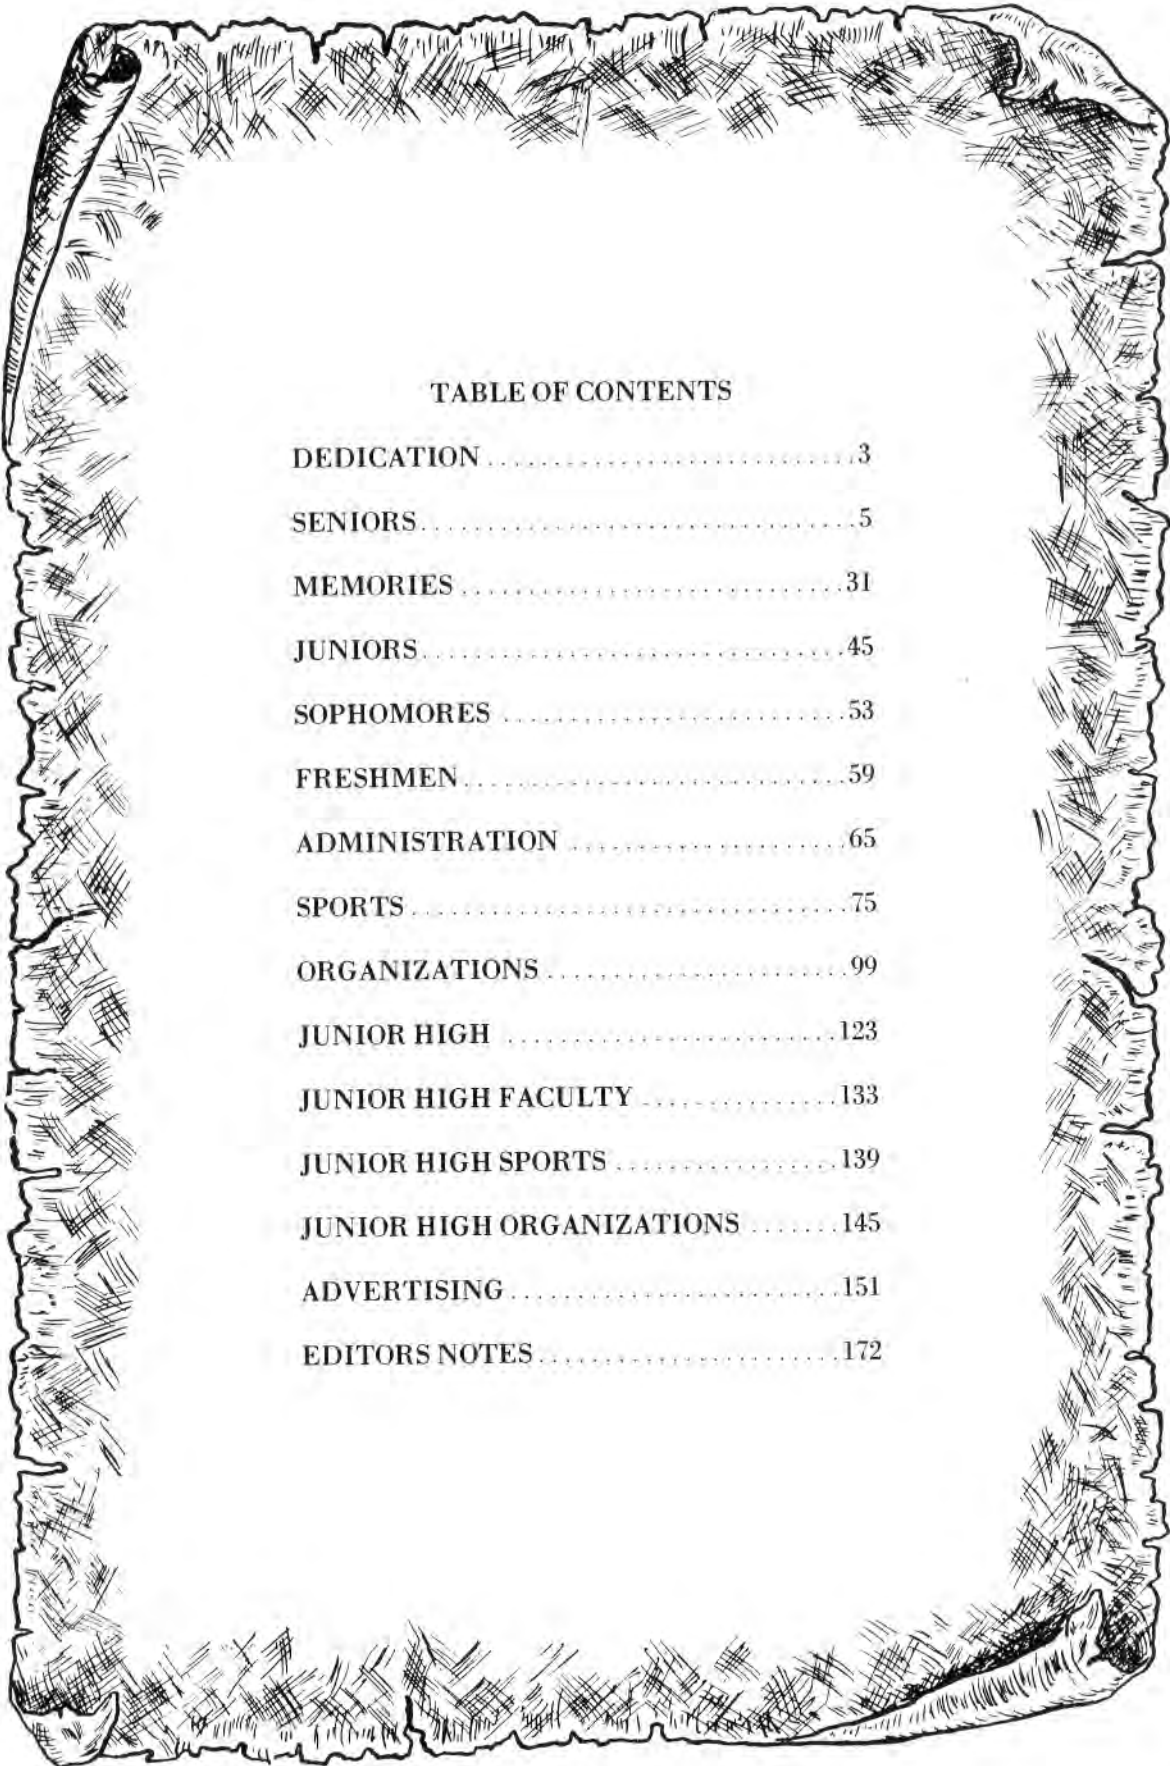 TABLE OF CONTENTS
DEDICATION ............................ 3
SENIORS ................................ 5
MEMORIES ............................. 31
JUNIORS ................................ 45
SOPHOMORES .......................... 53
FRESHMEN ............................. 59
ADMINISTRATION ..................... 65
SPORTS ................................. 75
ORGANIZATIONS ....................... 99
JUNIOR HIGH ......................... 123
JUNIOR HIGH FACULTY ............... 133
JUNIOR HIGH SPORTS ................. 139
JUNIOR HIGH ORGANIZATIONS ....... 145
ADVERTISING ......................... 151
EDITORS NOTES ....................... 172